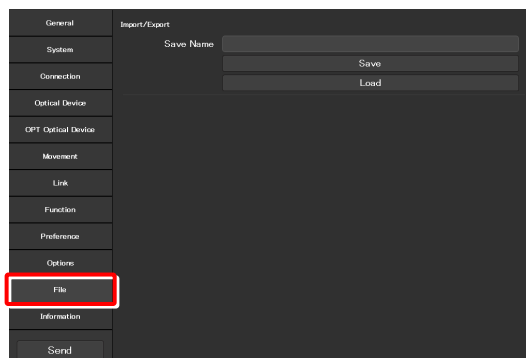 General
System
Connection
Optical Device
OPT Optical Device
Movement
Link
Function
Preference
Options
File
Information
Send
Import/Export
Save Name
Save
Load